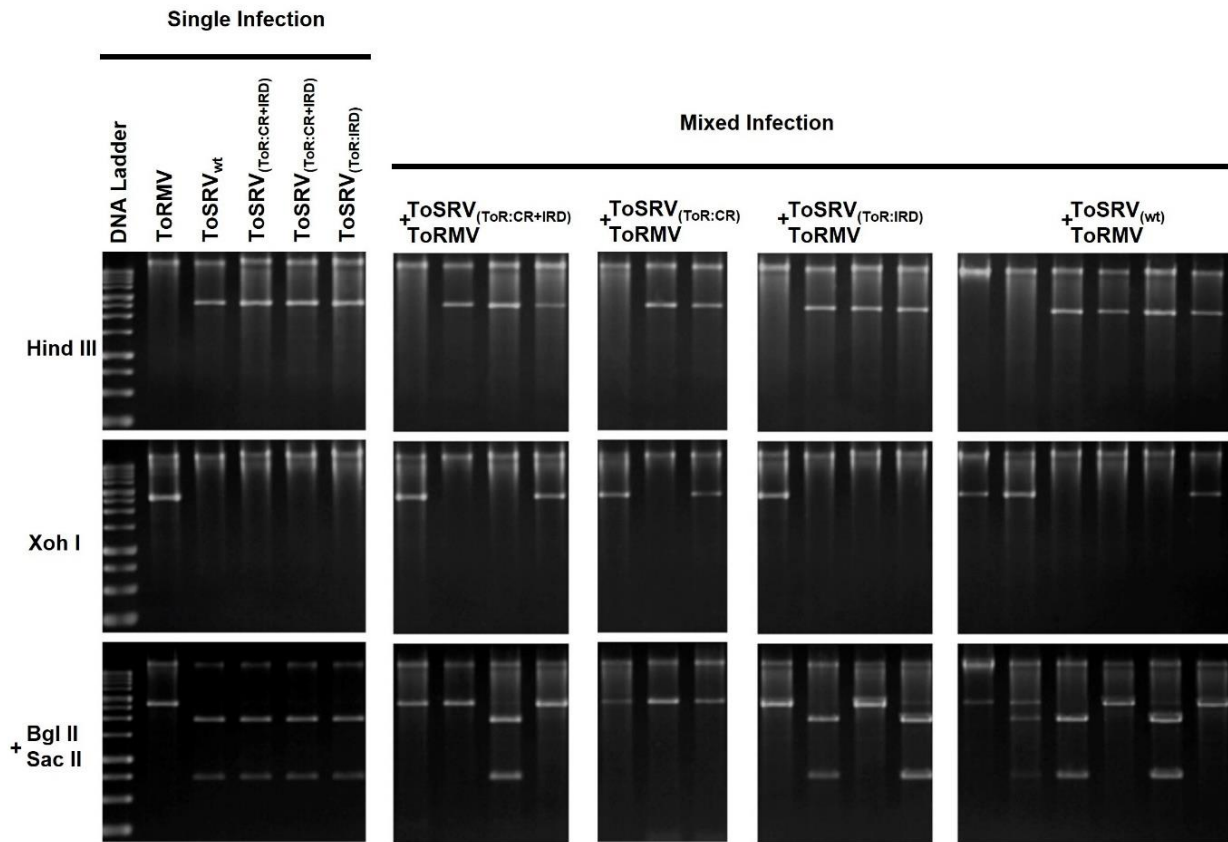 Single Infection
Mixed Infection
DNA Ladder
ToRMV
ToSRVwt
ToSRV(ToR:CR+IRD)
ToSRV(ToR:CR+IRD)
ToSRV(ToR:IRD)
+ToSRV(ToR:CR+IRD)
ToRMV
+ToSRV(ToR:CR)
ToRMV
+ToSRV(ToR:IRD)
ToRMV
+ToSRV(wt)
ToRMV
Hind III
Xoh I
+ Bgl II
Sac II